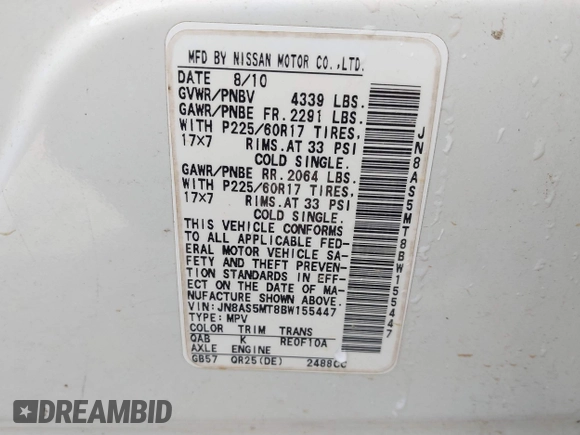 MFD BY NISSAN MOTOR CO.,LTD.
DATE 8/10
GVWR/PNBV 4339 LBS.
GAWR/PNBE FR. 2291 LBS.
WITH P225/60R17 TIRES,
17x7 RIMS. AT 33 PSI
COLD SINGLE.
GAWR/PNBE RR. 2064 LBS.
WITH P225/60R17 TIRES,
17x7 RIMS. AT 33 PSI
COLD SINGLE.
THIS VEHICLE CONFORMS
TO ALL APPLICABLE FED-
ERAL MOTOR VEHICLE SA-
FETY AND THEFT PREVEN-
TION STANDARDS IN EFF-
ECT ON THE DATE OF MA-
NUFACTURE SHOWN ABOVE.
VIN: JN8AS5MT8BW155447
TYPE: MPV
COLOR TRIM TRANS
QAB K RE0F10A
AXLE ENGINE
GB57 QR25(DE) 2488CC
JN8AS5MT8BW155447
DREAMBID